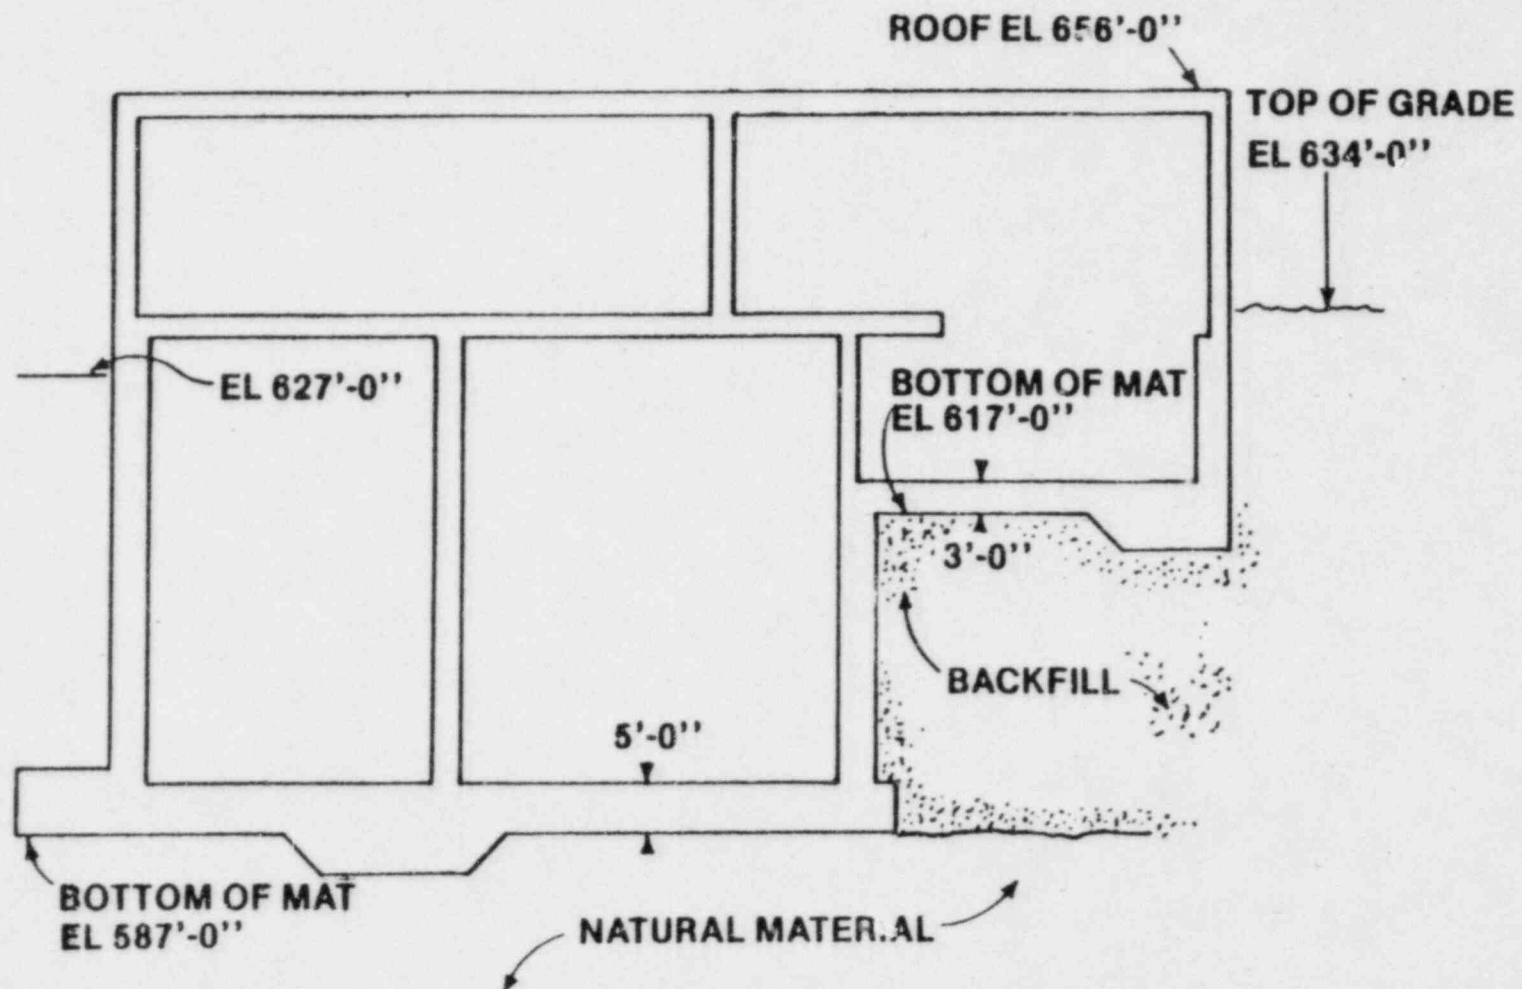 ROOF EL 656'-0"
TOP OF GRADE
EL 634'-0"
EL 627'-0"
BOTTOM OF MAT
EL 617'-0"
3'-0"
BACKFILL
5'-0"
BOTTOM OF MAT
EL 587'-0"
NATURAL MATERIAL